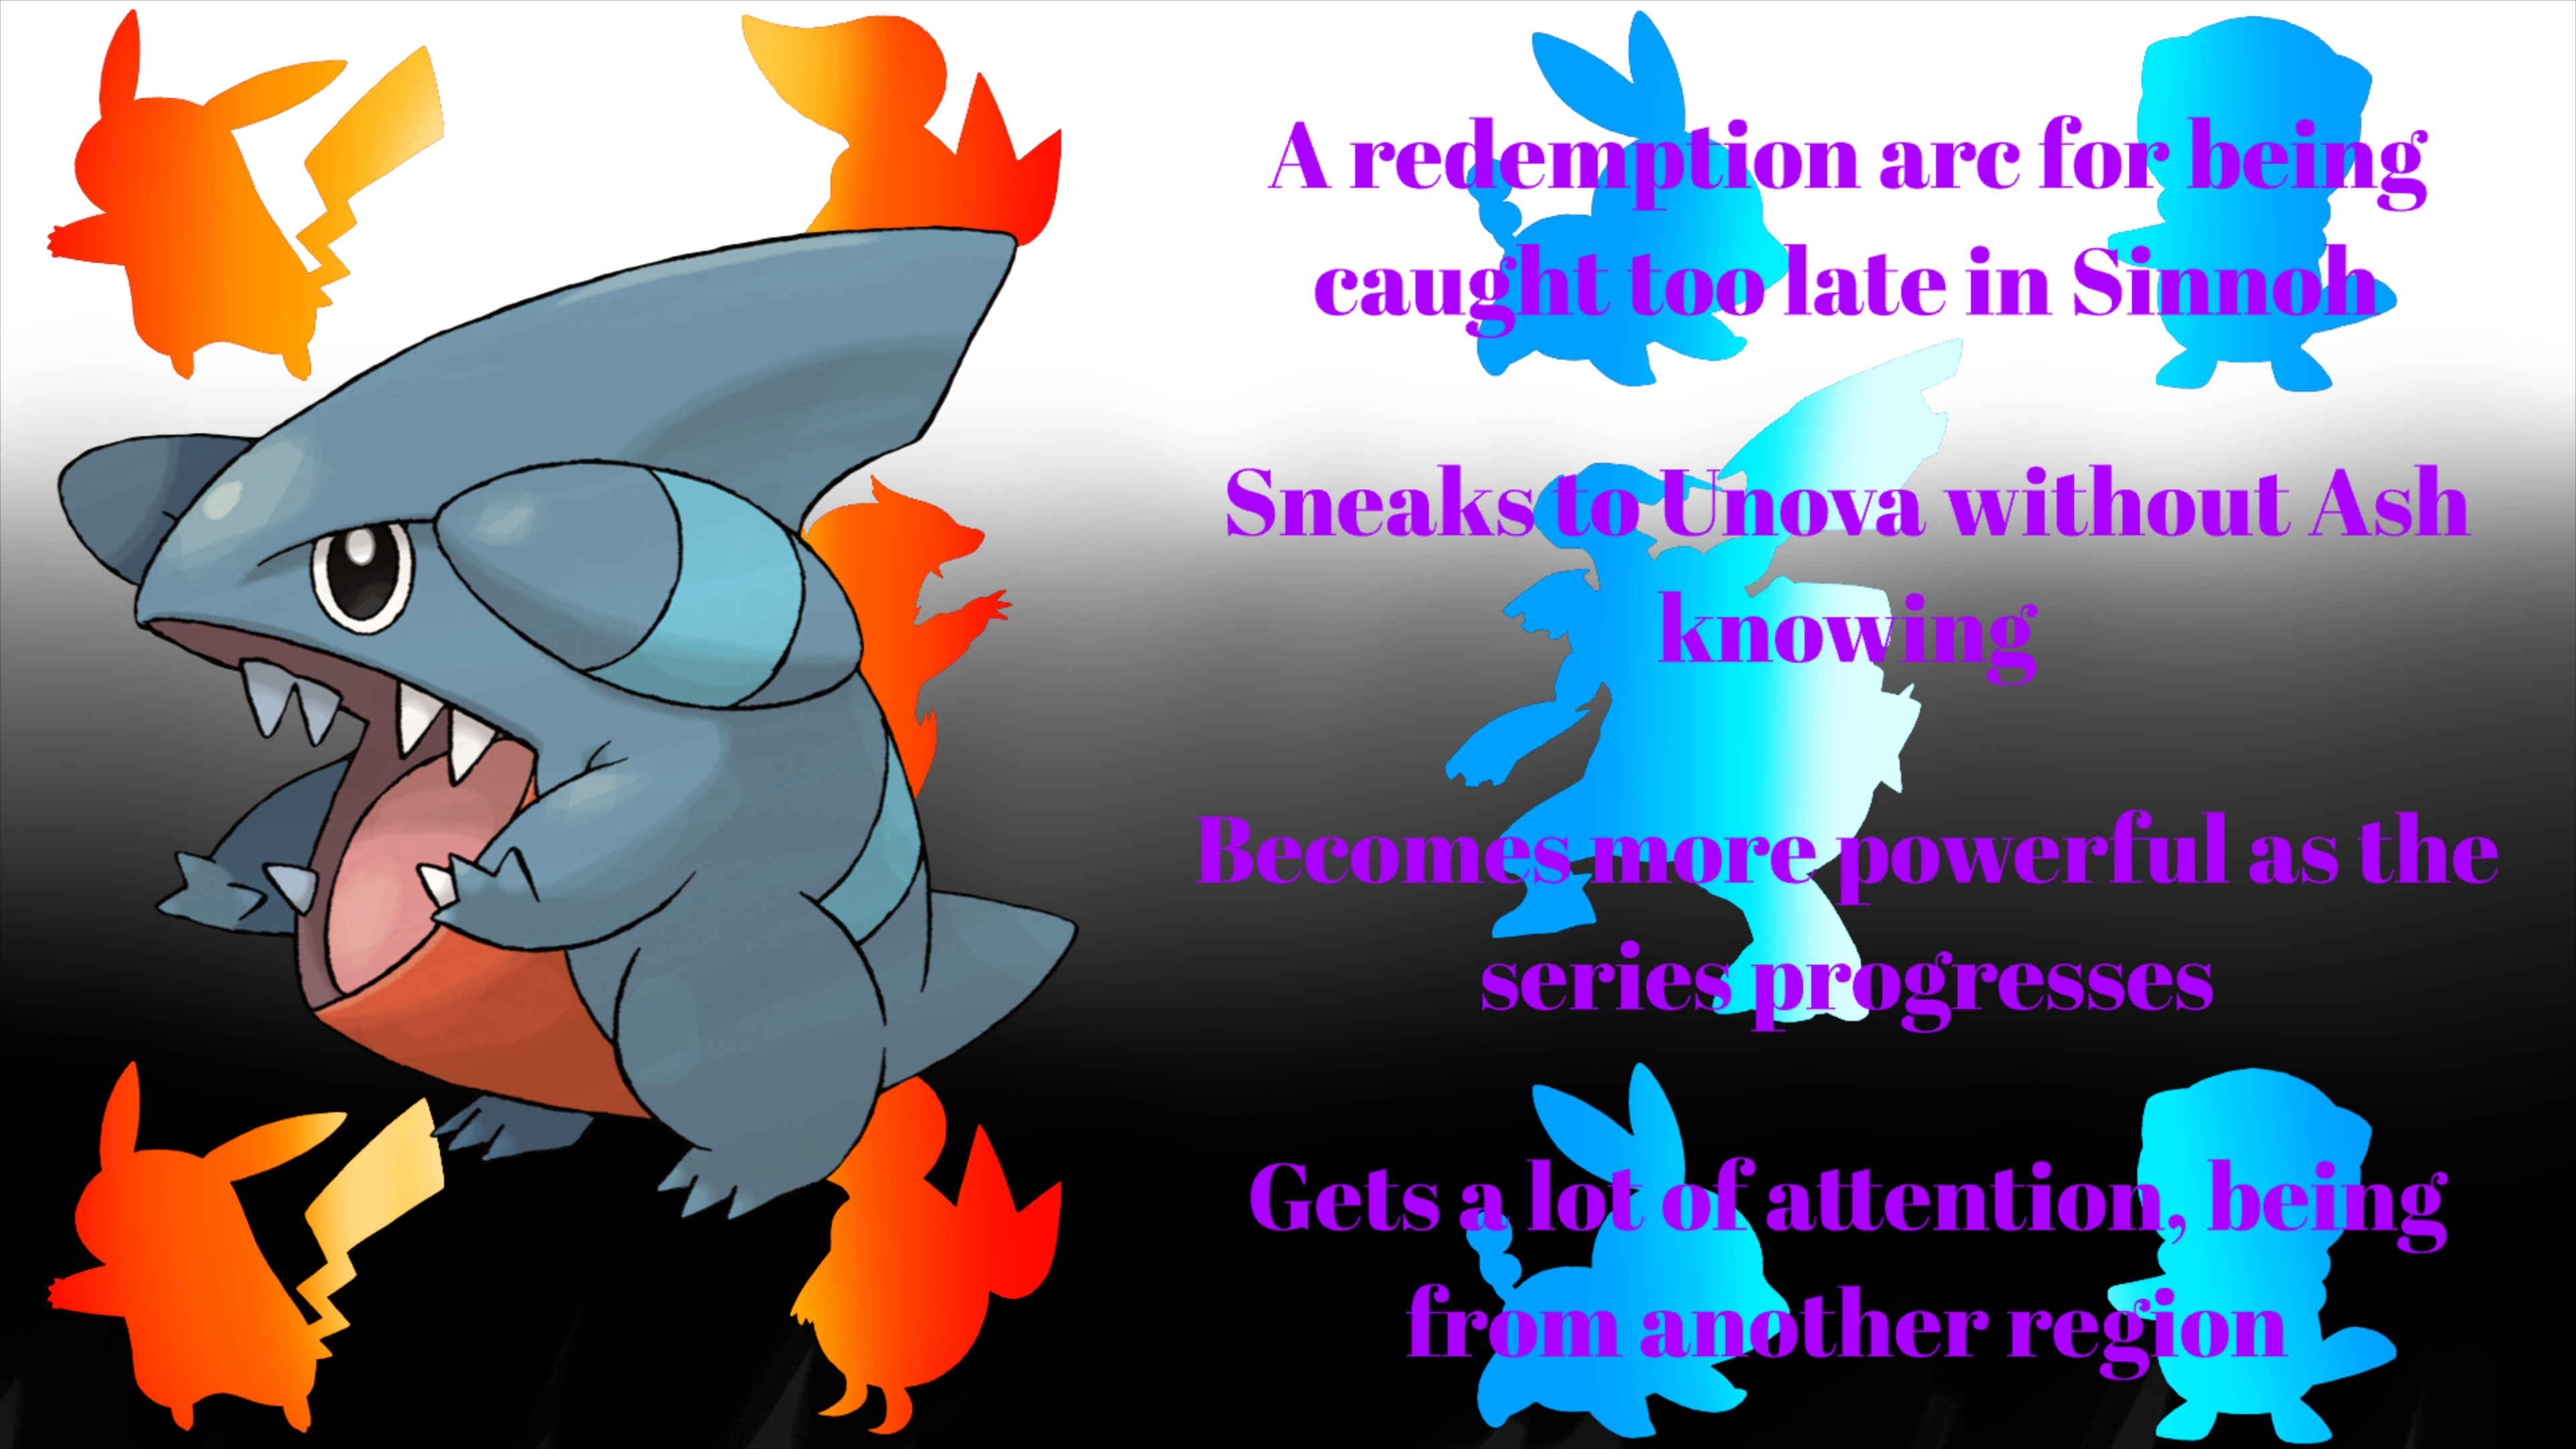 A redemption arc for being
caught too late in Sinnoh
Sneaks to Unova without Ash
knowing
Becomes more powerful as the
series progresses
Gets a lot of attention, being
from another region